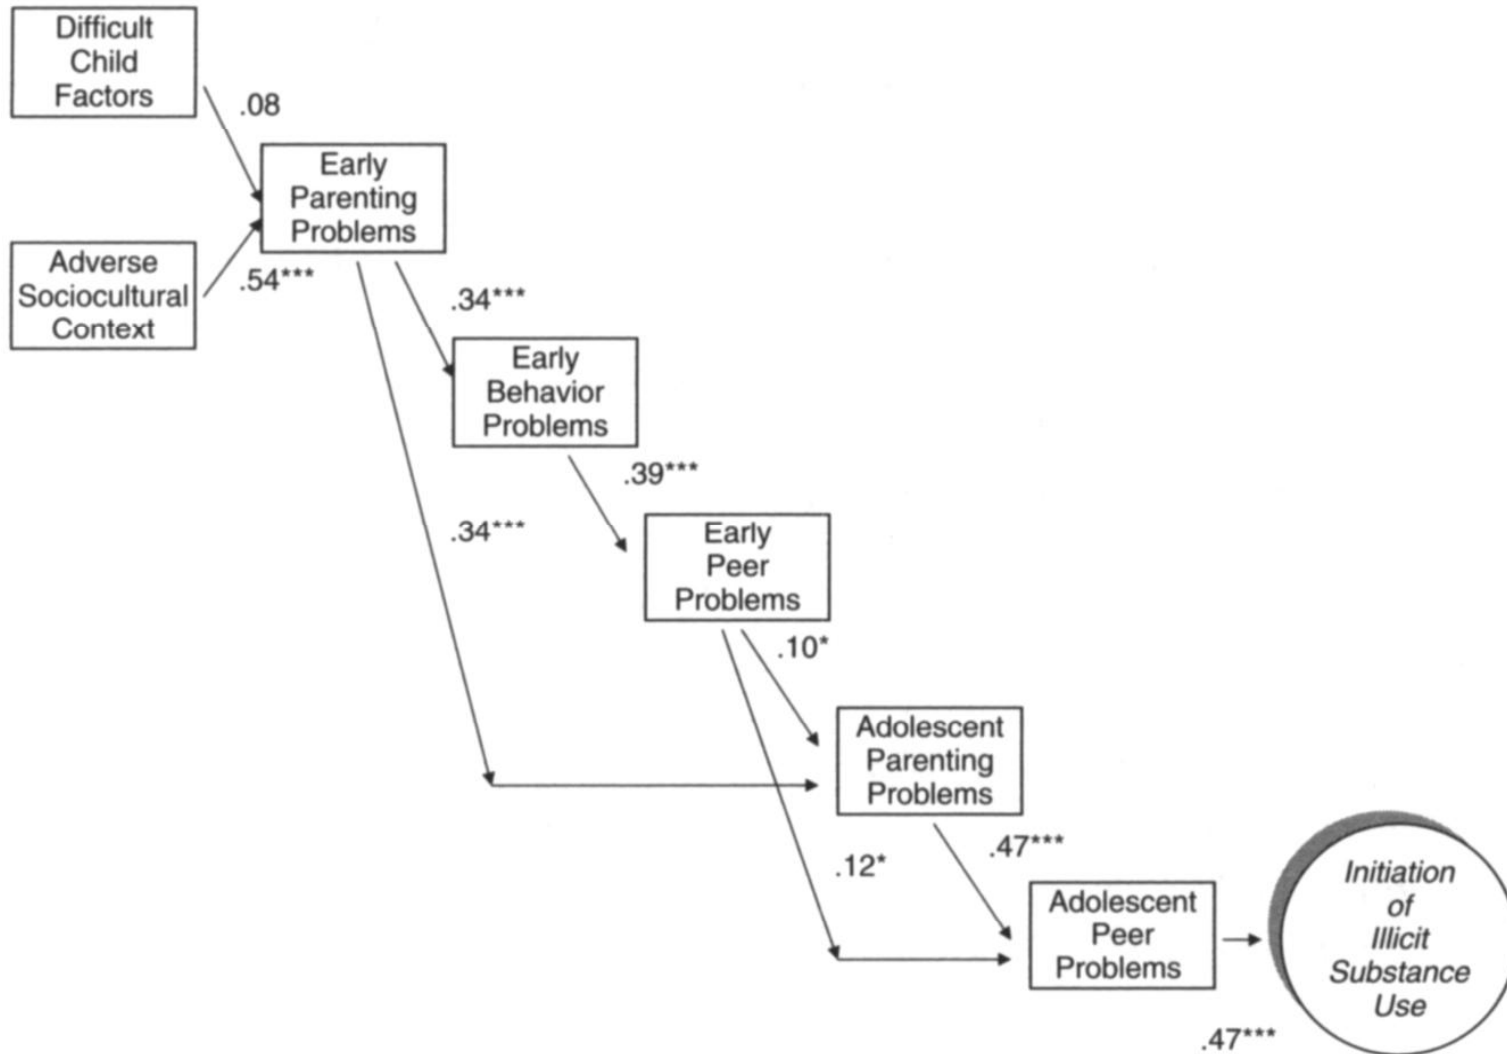 Difficult
Child
Factors
.08
Early
Parenting
Problems
Adverse
Sociocultural
Context
.54***
.34***
Early
Behavior
Problems
.39***
.34***
Early
Peer
Problems
.10*
Adolescent
Parenting
Problems
.47***
.12*
Adolescent
Peer
Problems
Initiation
of
Illicit
Substance
Use
.47***